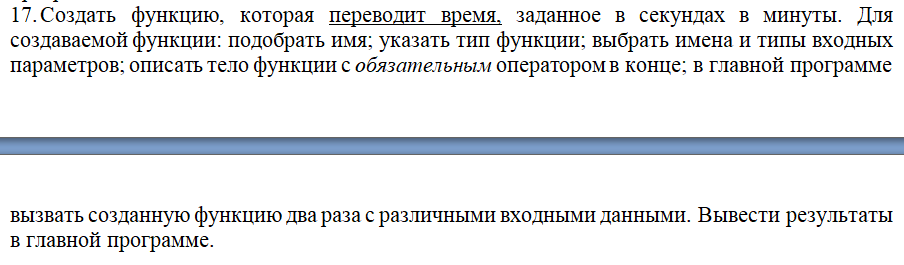 17. Создать функцию, которая переводит время, заданное в секундах в минуты. Для
создаваемой функции: подобрать имя; указать тип функции; выбрать имена и типы входных
параметров; описать тело функции с обязательным оператором в конце; в главной программе
вызвать созданную функцию два раза с различными входными данными. Вывести результаты
в главной программе.